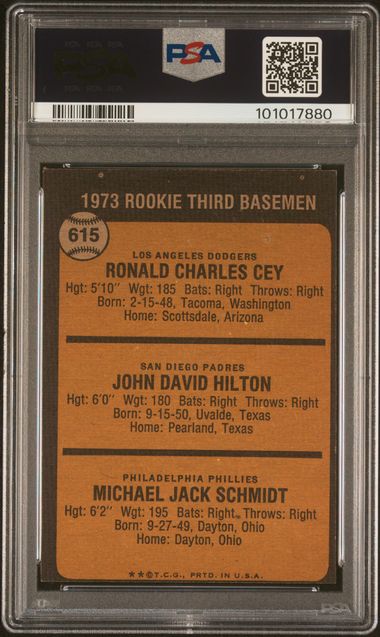 PSA
101017880
1973 ROOKIE THIRD BASEMEN
615
LOS ANGELES DODGERS
RONALD CHARLES CEY
Hgt: 5'10" Wgt: 185 Bats: Right Throws: Right
Born: 2-15-48, Tacoma, Washington
Home: Scottsdale, Arizona
SAN DIEGO PADRES
JOHN DAVID HILTON
Hgt: 6'0" Wgt: 180 Bats: Right Throws: Right
Born: 9-15-50, Uvalde, Texas
Home: Pearland, Texas
PHILADELPHIA PHILLIES
MICHAEL JACK SCHMIDT
Hgt: 6'2" Wgt: 195 Bats: Right Throws: Right
Born: 9-27-49, Dayton, Ohio
Home: Dayton, Ohio
**©T.C.G., PRTD. IN U.S.A.